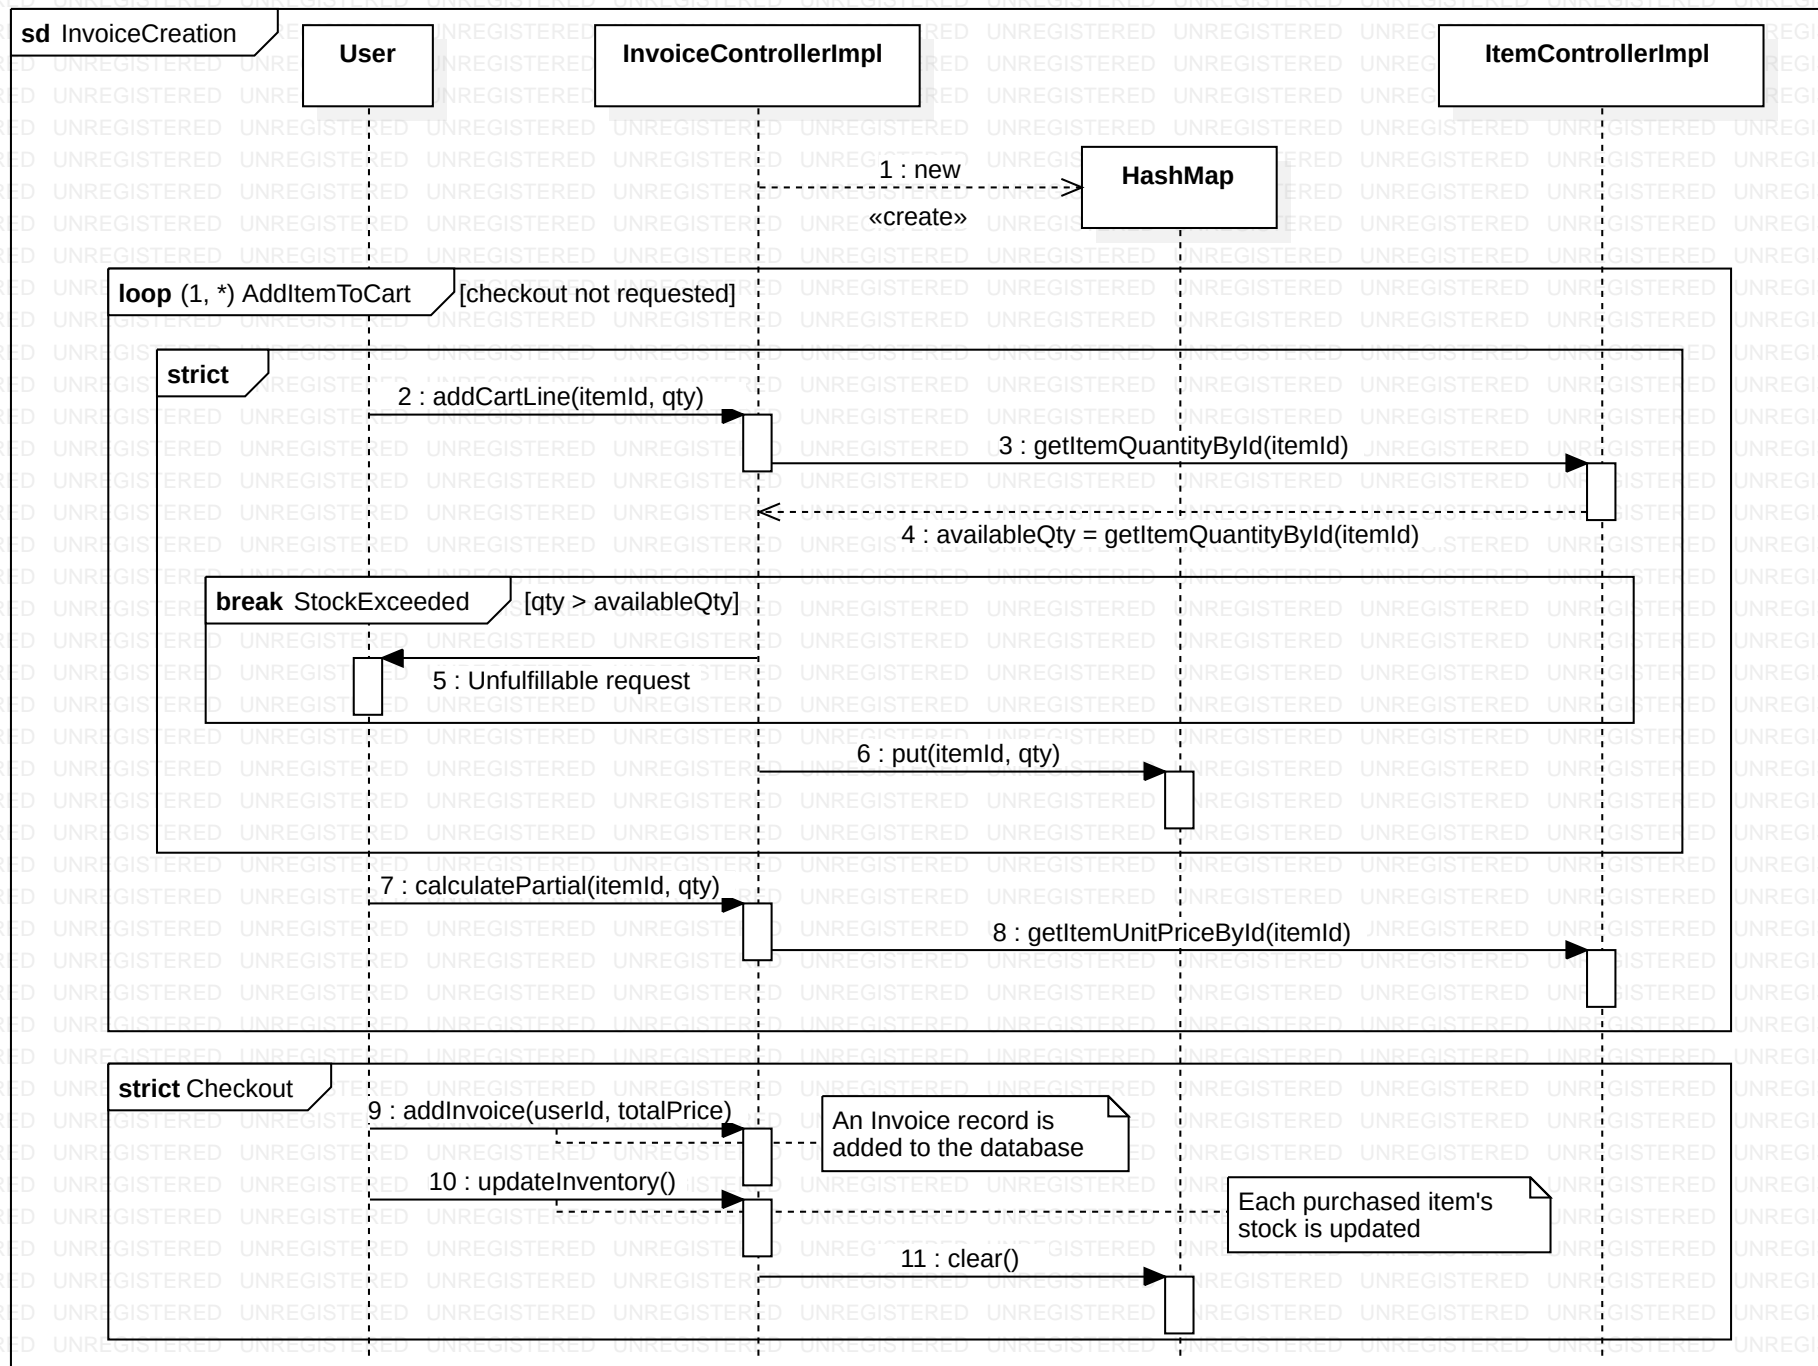 sd InvoiceCreation
User
InvoiceControllerImpl
ItemControllerImpl
1 : new
HashMap
«create»
loop (1, *) AddItemToCart
[checkout not requested]
strict
2 : addCartLine(itemId, qty)
3 : getItemQuantityById(itemId)
4 : availableQty = getItemQuantityById(itemId)
break StockExceeded
[qty > availableQty]
5 : Unfulfillable request
6 : put(itemId, qty)
7 : calculatePartial(itemId, qty)
8 : getItemUnitPriceById(itemId)
strict Checkout
9 : addInvoice(userId, totalPrice)
An Invoice record is
added to the database
10 : updateInventory()
Each purchased item's
stock is updated
11 : clear()
UNREGISTERED